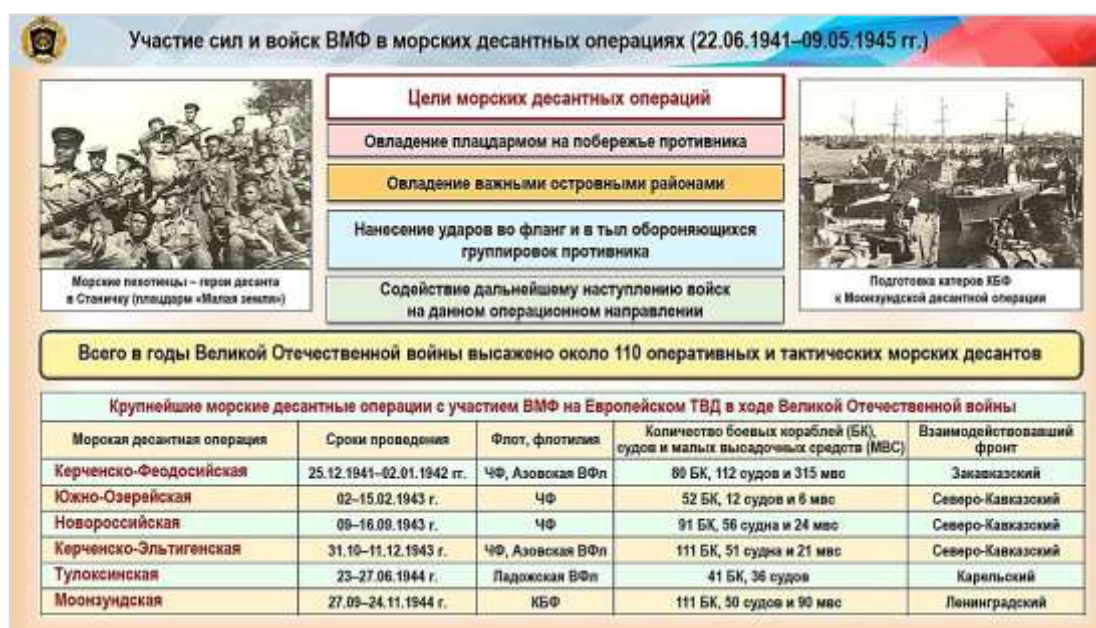 Участие сил и войск ВМФ в морских десантных операциях (22.06.1941–09.05.1945 гг.)
Цели морских десантных операций
Овладение плацдармом на побережье противника
Овладение важными островными районами
Нанесение ударов во фланг и в тыл обороняющихся
группировок противника
Содействие дальнейшему наступлению войск
на данном операционном направлении
Морские пехотинцы – герои десанта
в Станичку (плацдарм «Малая земля»)
Подготовка катеров КБФ
к Моонзундской десантной операции
Всего в годы Великой Отечественной войны высажено около 110 оперативных и тактических морских десантов
Крупнейшие морские десантные операции с участием ВМФ на Европейском ТВД в ходе Великой Отечественной войны
Морская десантная операция
Сроки проведения
Флот, флотилия
Количество боевых кораблей (БК),
судов и малых высадочных средств (МВС)
Взаимодействовавший
фронт
Керченско-Феодосийская 25.12.1941–02.01.1942 гг. ЧФ, Азовская ВФл 80 БК, 112 судов и 315 мвс Закавказский
Южно-Озерейская 02–15.02.1943 г. ЧФ 52 БК, 12 судов и 6 мвс Северо-Кавказский
Новороссийская 09–16.09.1943 г. ЧФ 91 БК, 56 судна и 24 мвс Северо-Кавказский
Керченско-Эльтигенская 31.10–11.12.1943 г. ЧФ, Азовская ВФл 111 БК, 51 судна и 21 мвс Северо-Кавказский
Тулоксинская 23–27.06.1944 г. Ладожская ВФл 41 БК, 36 судов Карельский
Моонзундская 27.09–24.11.1944 г. КБФ 111 БК, 50 судов и 90 мвс Ленинградский